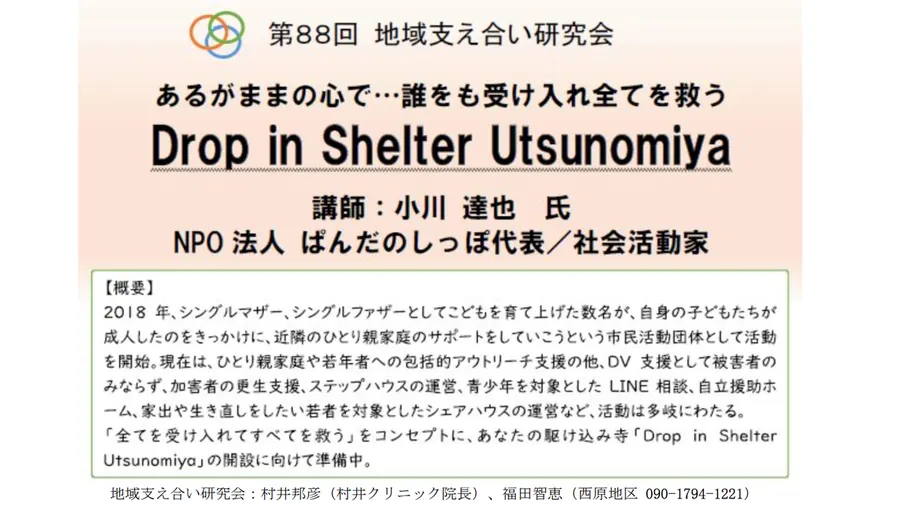 第88回 地域支え合い研究会
あるがままの心で…誰をも受け入れ全てを救う
Drop in Shelter Utsunomiya
講師：小川 達也 氏
NPO 法人 ぱんだのしっぽ代表／社会活動家
【概要】
2018 年、シングルマザー、シングルファザーとしてこどもを育て上げた数名が、自身の子どもたちが
成人したのをきっかけに、近隣のひとり親家庭のサポートをしていこうという市民活動団体として活動
を開始。現在は、ひとり親家庭や若年者への包括的アウトリーチ支援の他、DV 支援として被害者の
みならず、加害者の更生支援、ステップハウスの運営、青少年を対象とした LINE 相談、自立援助ホ
ーム、家出や生き直しをしたい若者を対象としたシェアハウスの運営など、活動は多岐にわたる。
「全てを受け入れてすべてを救う」をコンセプトに、あなたの駆け込み寺「Drop in Shelter
Utsunomiya」の開設に向けて準備中。
地域支え合い研究会：村井邦彦（村井クリニック院長）、福田智恵（西原地区 090-1794-1221）